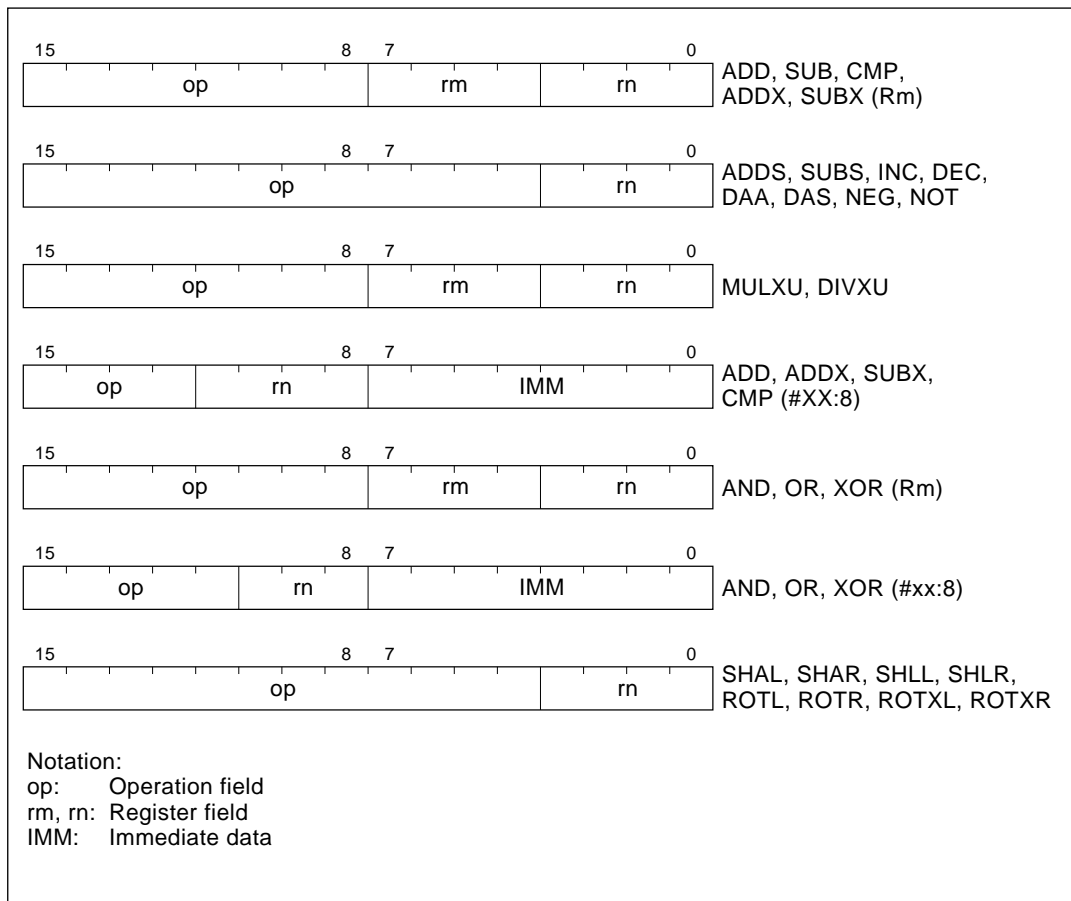 15 8 7 0
op rm rn
ADD, SUB, CMP,
ADDX, SUBX (Rm)
15 8 7 0
op rn
ADDS, SUBS, INC, DEC,
DAA, DAS, NEG, NOT
15 8 7 0
op rm rn
MULXU, DIVXU
15 8 7 0
op rn IMM
ADD, ADDX, SUBX,
CMP (#XX:8)
15 8 7 0
op rm rn
AND, OR, XOR (Rm)
15 8 7 0
op rn IMM
AND, OR, XOR (#xx:8)
15 8 7 0
op rn
SHAL, SHAR, SHLL, SHLR,
ROTL, ROTR, ROTXL, ROTXR
Notation:
op: Operation field
rm, rn: Register field
IMM: Immediate data